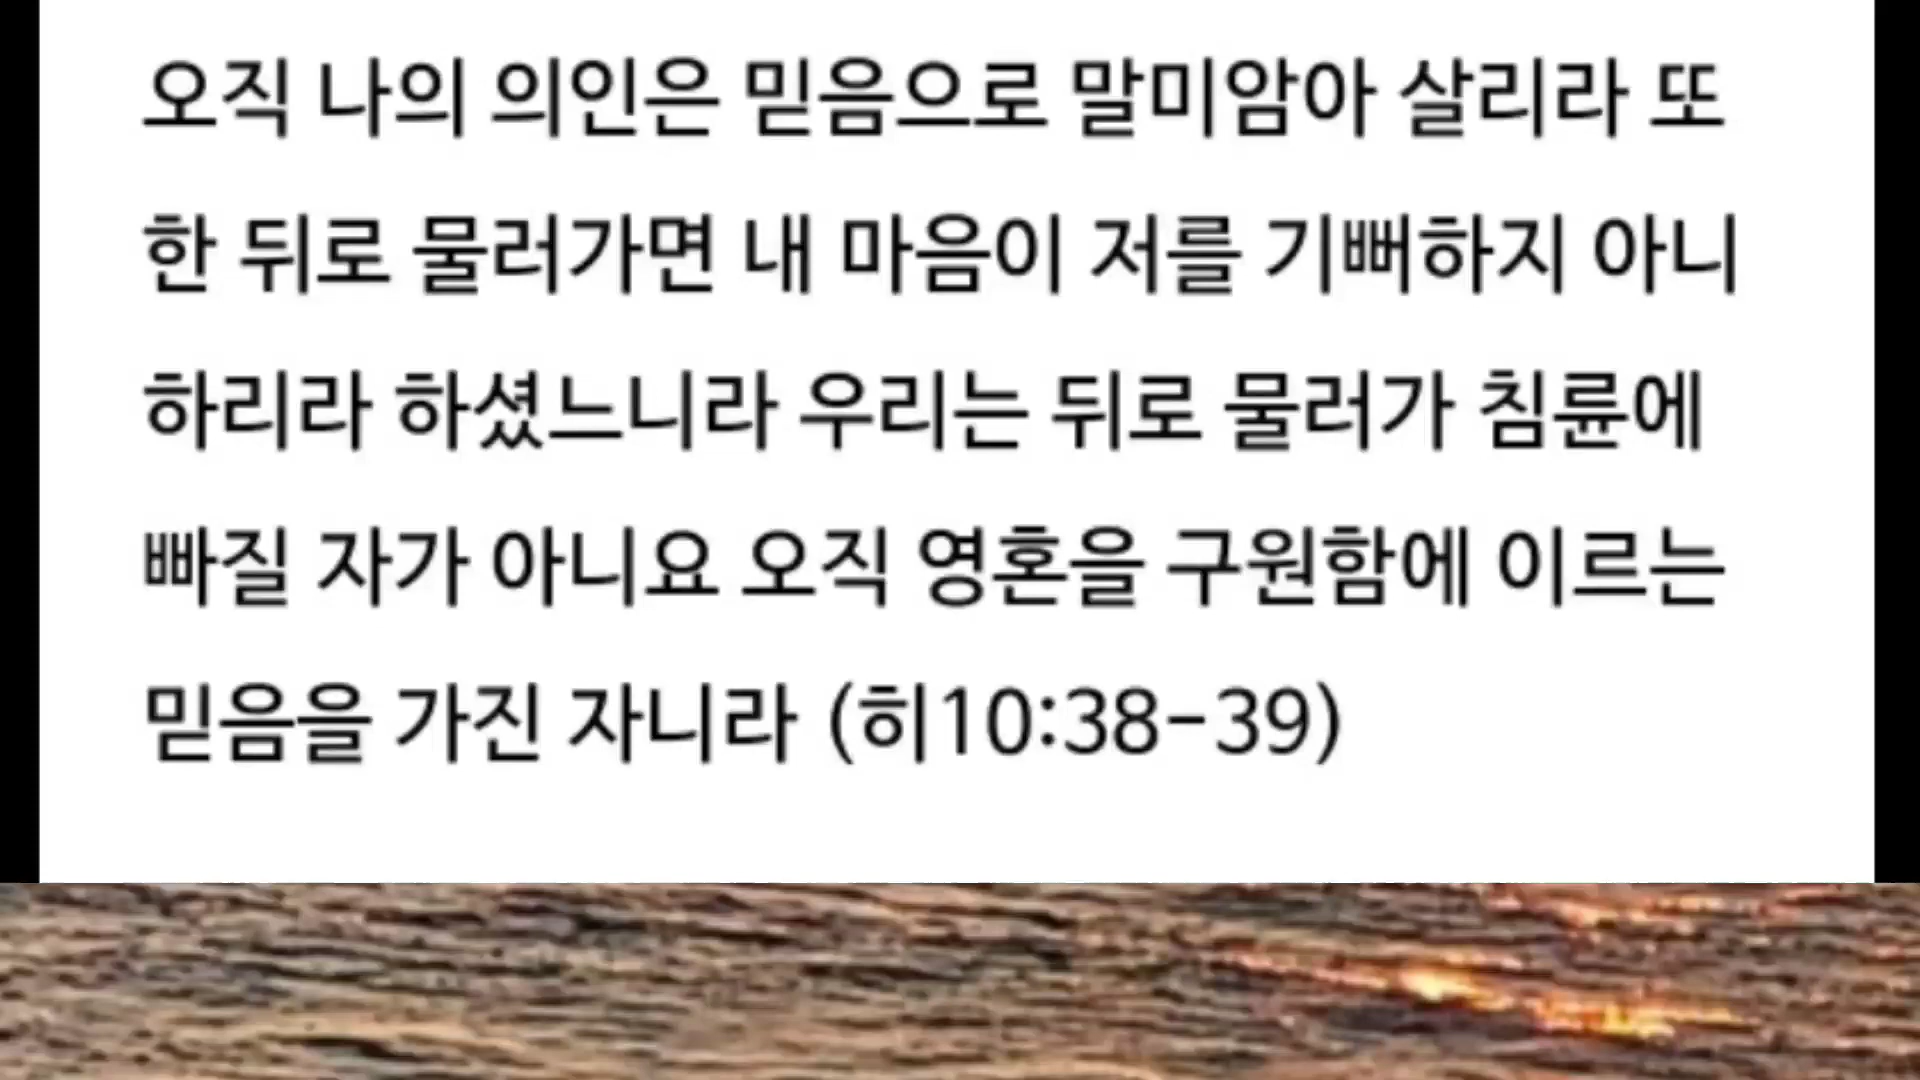 오직 나의 의인은 믿음으로 말미암아 살리라 또
한 뒤로 물러가면 내 마음이 저를 기뻐하지 아니
하리라 하셨느니라 우리는 뒤로 물러가 침륜에
빠질 자가 아니요 오직 영혼을 구원함에 이르는
믿음을 가진 자니라 (히10:38-39)